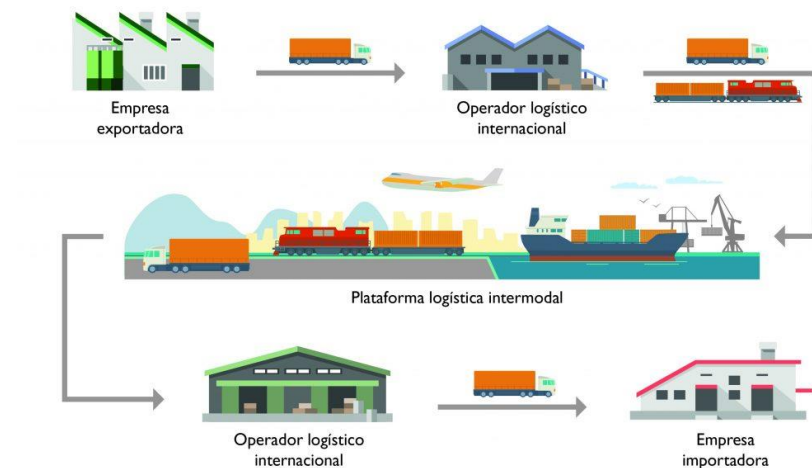 Empresa
exportadora
Operador logístico
internacional
Plataforma logística intermodal
Operador logístico
internacional
Empresa
importadora